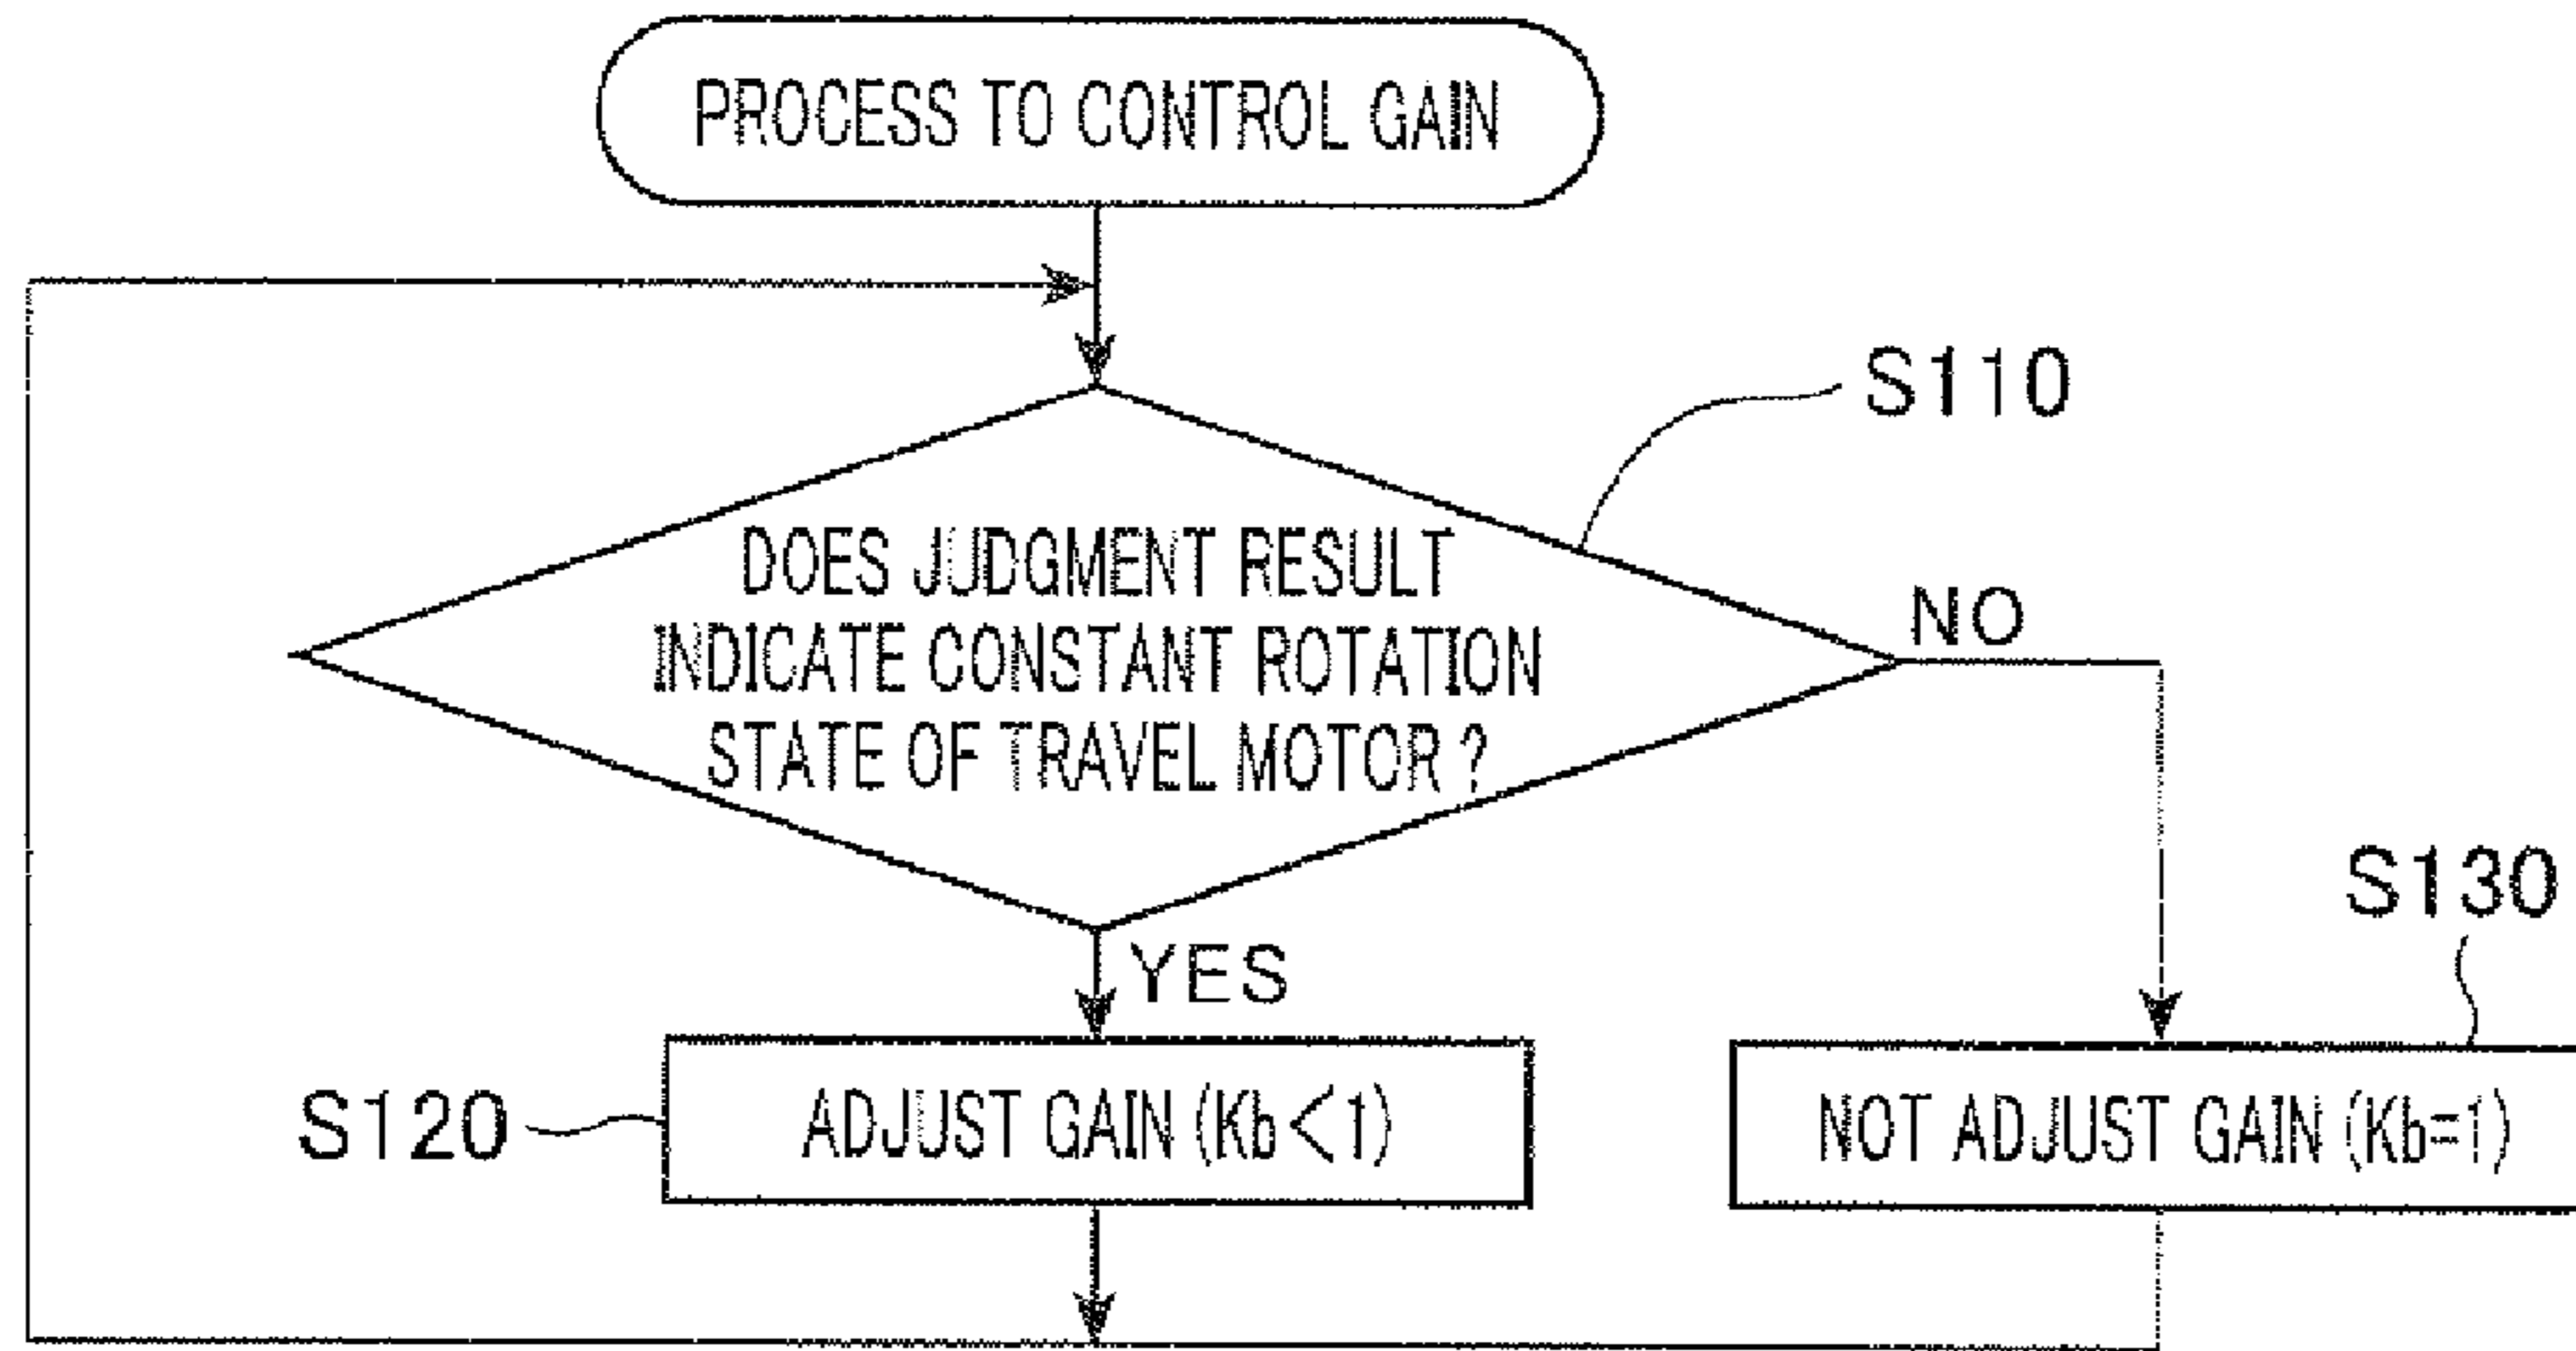 PROCESS TO CONTROL GAIN
S110
DOES JUDGMENT RESULT
INDICATE CONSTANT ROTATION
STATE OF TRAVEL MOTOR ?
NO
YES
S130
S120
ADJUST GAIN (Kb<1)
NOT ADJUST GAIN (Kb=1)